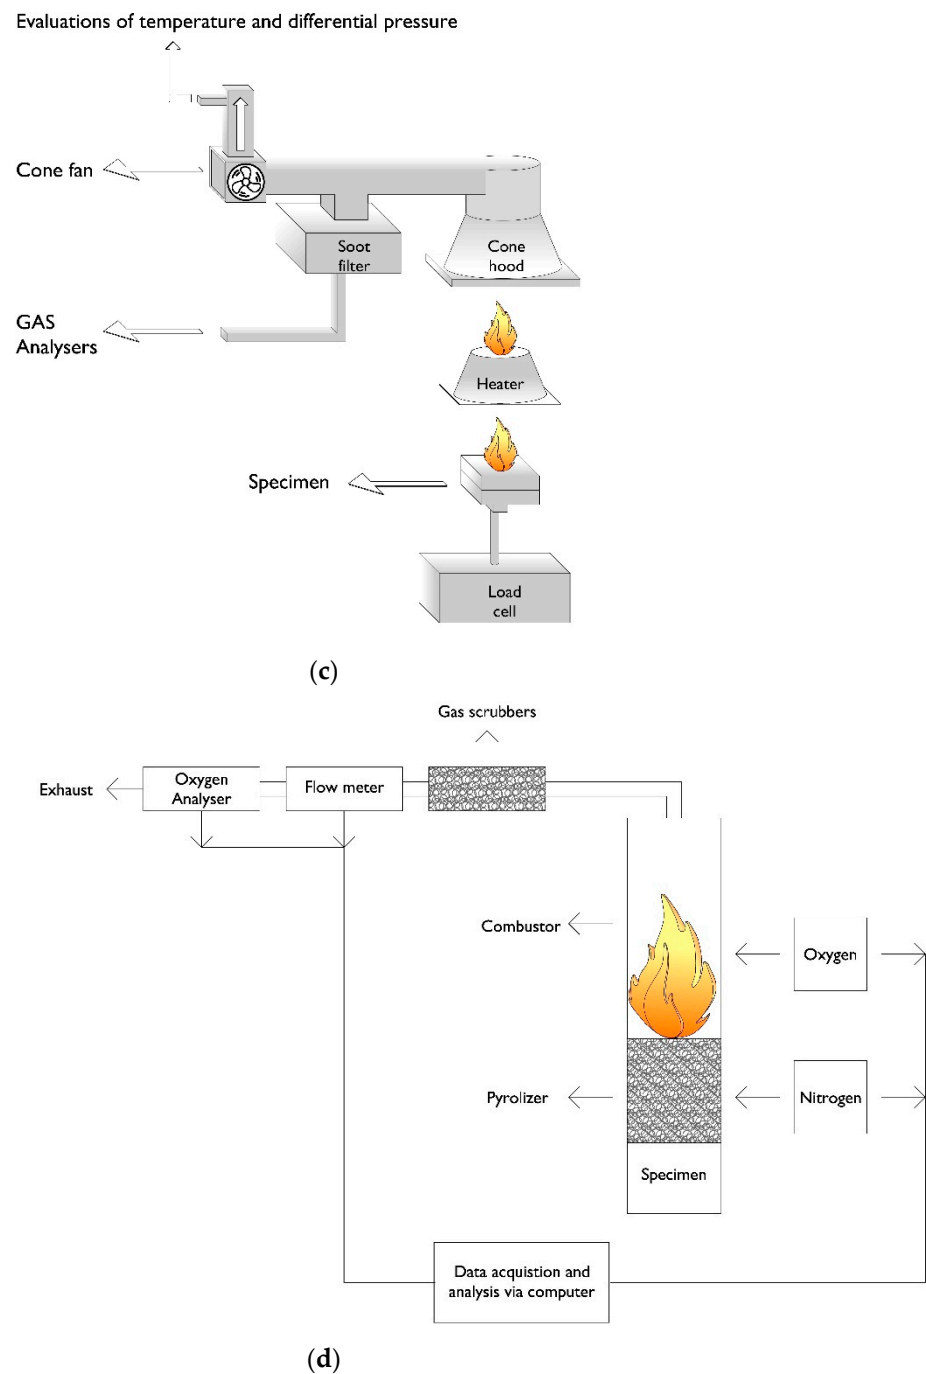 Evaluations of temperature and differential pressure
Cone fan
Soot
filter
Cone
hood
GAS
Analysers
Heater
Specimen
Load
cell
(c)
Gas scrubbers
Exhaust
Oxygen
Analyser
Flow meter
Combustor
Oxygen
Pyrolizer
Nitrogen
Specimen
Data acquistion and
analysis via computer
(d)